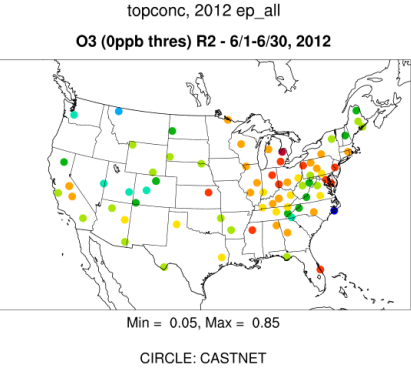 topconc, 2012 ep_all
O3 (0ppb thres) R2 - 6/1-6/30, 2012
Min = 0.05, Max = 0.85
CIRCLE: CASTNET